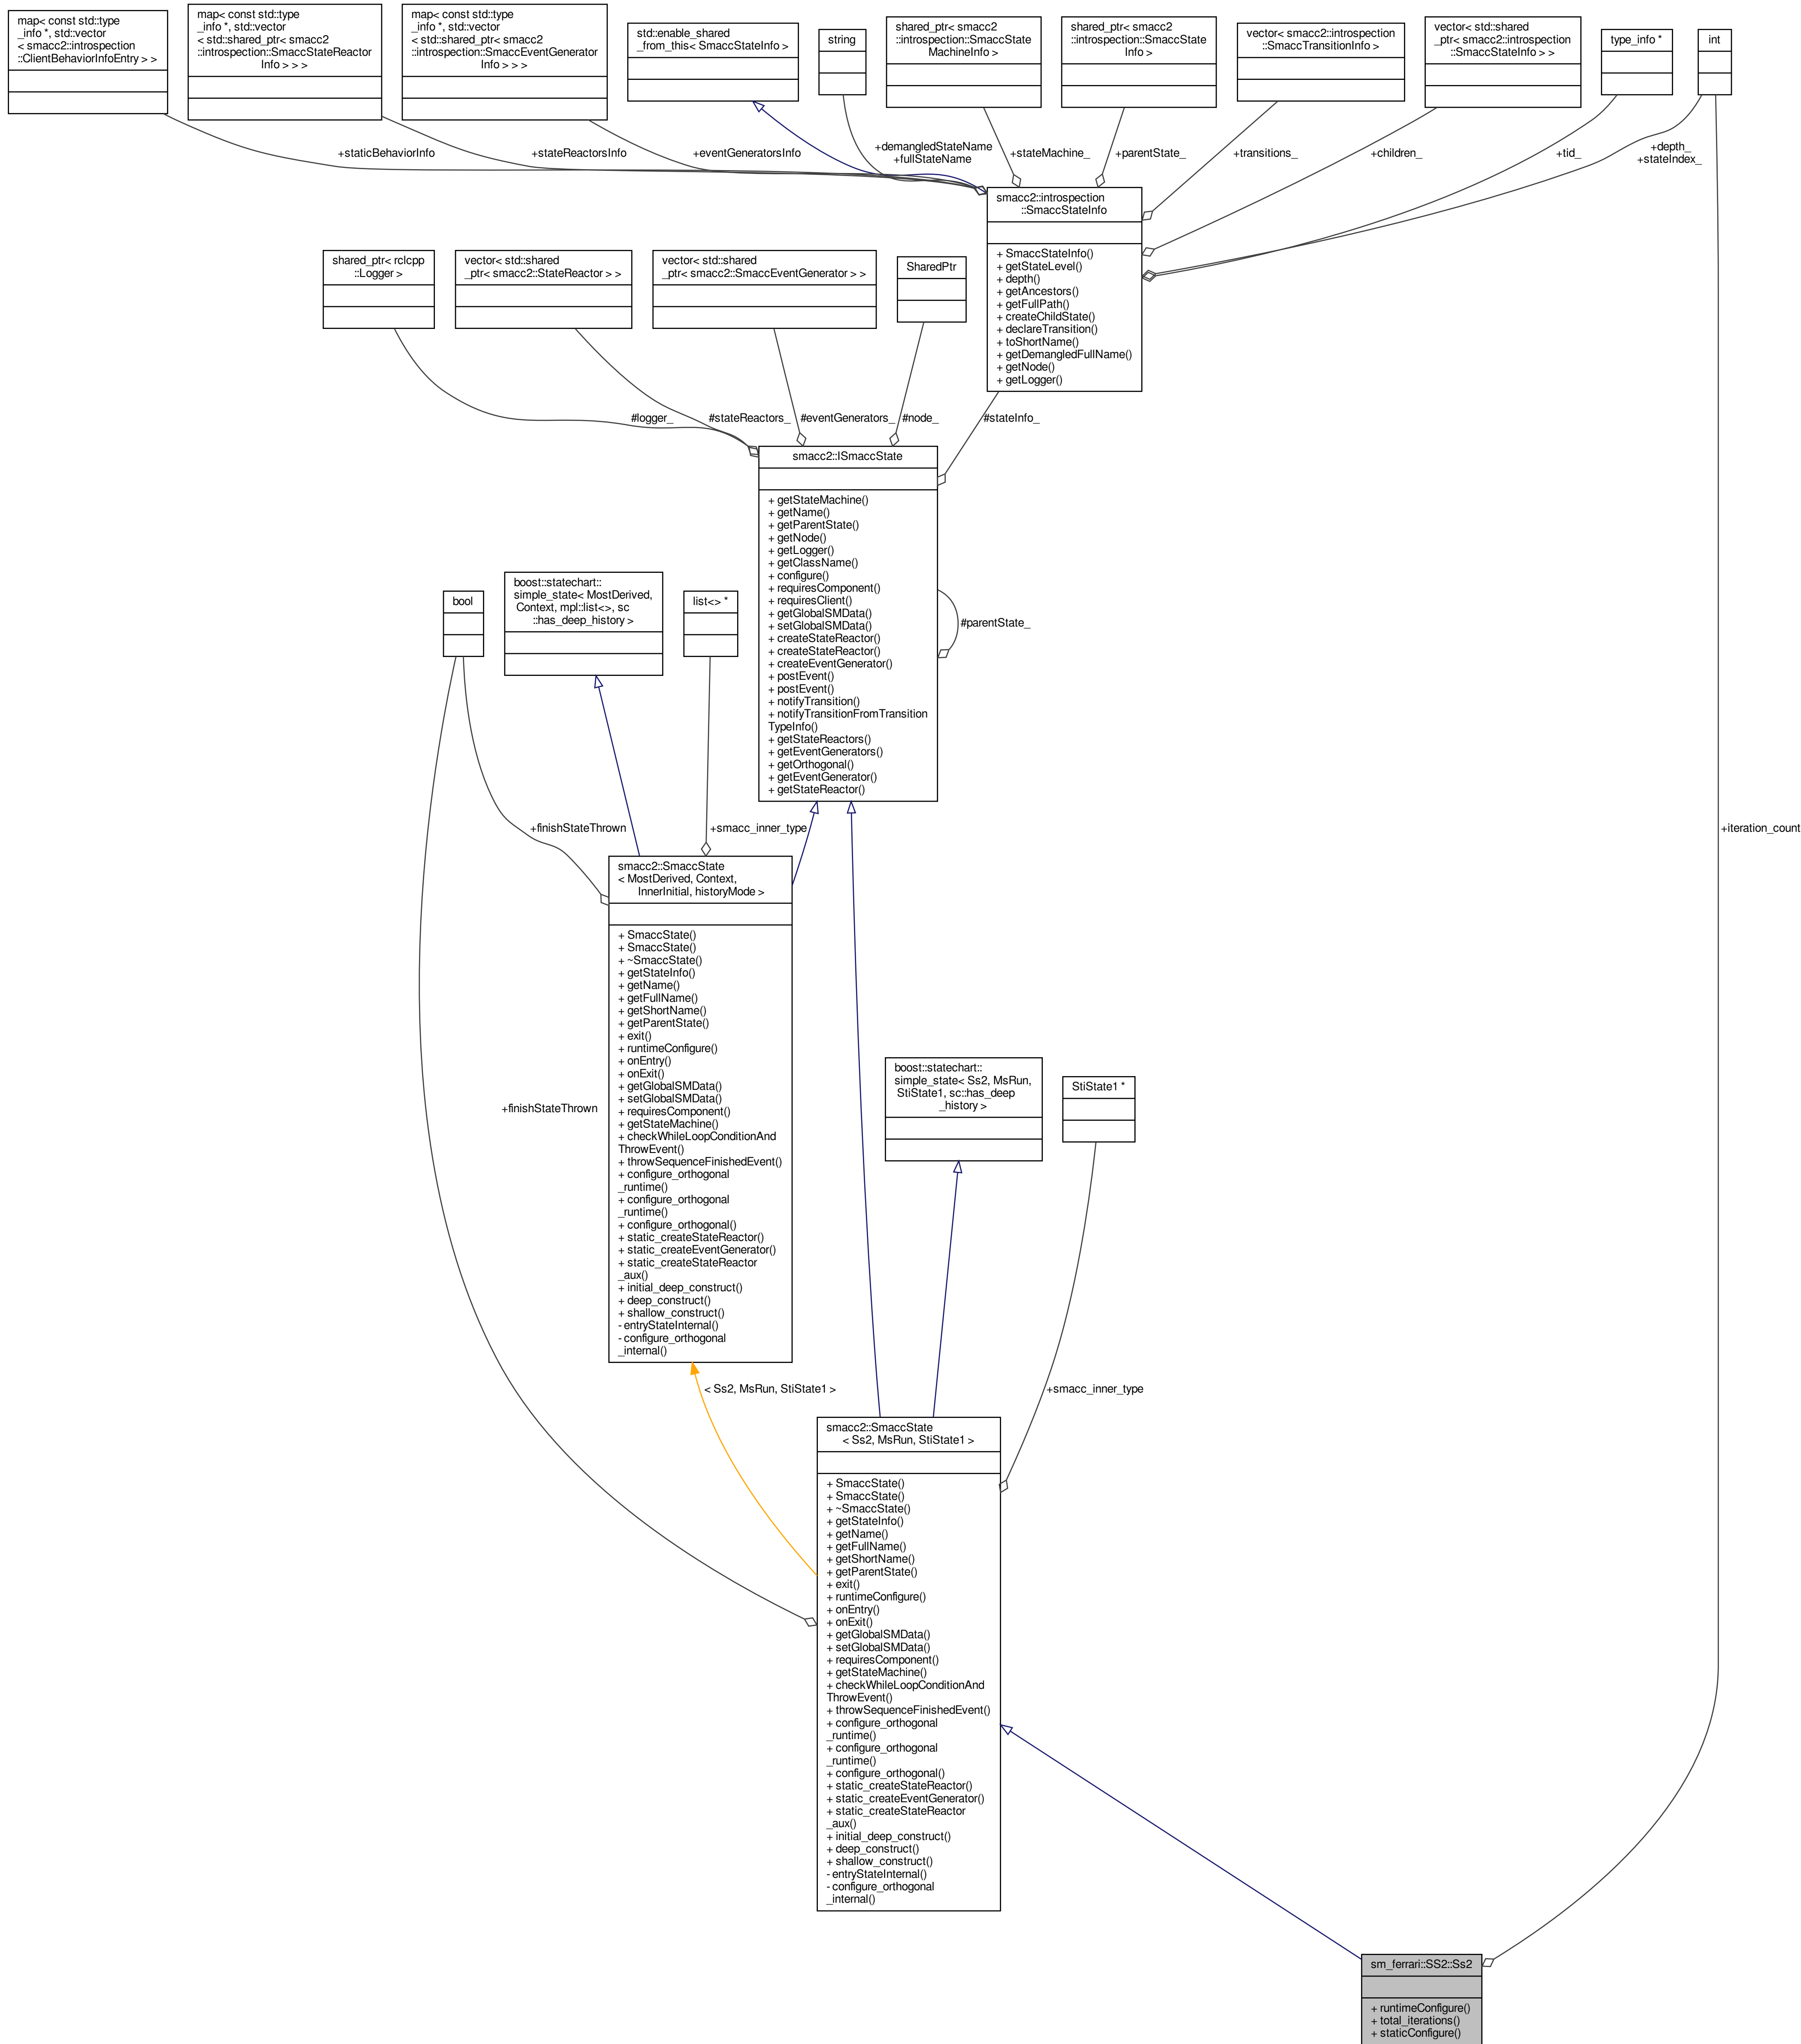 map< const std::type
_info *, std::vector
< smacc2::introspection
::ClientBehaviorInfoEntry > >
map< const std::type
_info *, std::vector
< std::shared_ptr< smacc2
::introspection::SmaccStateReactor
Info > > >
map< const std::type
_info *, std::vector
< std::shared_ptr< smacc2
::introspection::SmaccEventGenerator
Info > > >
std::enable_shared
_from_this< SmaccStateInfo >
string
shared_ptr< smacc2
::introspection::SmaccState
MachineInfo >
shared_ptr< smacc2
::introspection::SmaccState
Info >
vector< smacc2::introspection
::SmaccTransitionInfo >
vector< std::shared
_ptr< smacc2::introspection
::SmaccStateInfo > >
type_info *
int
+staticBehaviorInfo
+stateReactorsInfo
+eventGeneratorsInfo
+demangledStateName
+fullStateName
+stateMachine_
+parentState_
+transitions_
+children_
+tid_
+depth_
+stateIndex_
smacc2::introspection
::SmaccStateInfo
+ SmaccStateInfo()
+ getStateLevel()
+ depth()
+ getAncestors()
+ getFullPath()
+ createChildState()
+ declareTransition()
+ toShortName()
+ getDemangledFullName()
+ getNode()
+ getLogger()
shared_ptr< rclcpp
::Logger >
vector< std::shared
_ptr< smacc2::StateReactor > >
vector< std::shared
_ptr< smacc2::SmaccEventGenerator > >
SharedPtr
#logger_
#stateReactors_
#eventGenerators_
#node_
#stateInfo_
smacc2::ISmaccState
+ getStateMachine()
+ getName()
+ getParentState()
+ getNode()
+ getLogger()
+ getClassName()
+ configure()
+ requiresComponent()
+ requiresClient()
+ getGlobalSMData()
+ setGlobalSMData()
+ createStateReactor()
+ createStateReactor()
+ createEventGenerator()
+ postEvent()
+ postEvent()
+ notifyTransition()
+ notifyTransitionFromTransition
TypeInfo()
+ getStateReactors()
+ getEventGenerators()
+ getOrthogonal()
+ getEventGenerator()
+ getStateReactor()
#parentState_
bool
boost::statechart::
simple_state< MostDerived,
Context, mpl::list<>, sc
::has_deep_history >
list<> *
+finishStateThrown
+smacc_inner_type
+iteration_count
smacc2::SmaccState
< MostDerived, Context,
InnerInitial, historyMode >
+ SmaccState()
+ SmaccState()
+ ~SmaccState()
+ getStateInfo()
+ getName()
+ getFullName()
+ getShortName()
+ getParentState()
+ exit()
+ runtimeConfigure()
+ onEntry()
+ onExit()
+ getGlobalSMData()
+ setGlobalSMData()
+ requiresComponent()
+ getStateMachine()
+ checkWhileLoopConditionAnd
ThrowEvent()
+ throwSequenceFinishedEvent()
+ configure_orthogonal
_runtime()
+ configure_orthogonal
_runtime()
+ configure_orthogonal()
+ static_createStateReactor()
+ static_createEventGenerator()
+ static_createStateReactor
_aux()
+ initial_deep_construct()
+ deep_construct()
+ shallow_construct()
- entryStateInternal()
- configure_orthogonal
_internal()
+finishStateThrown
boost::statechart::
simple_state< Ss2, MsRun,
StiState1, sc::has_deep
_history >
StiState1 *
< Ss2, MsRun, StiState1 >
+smacc_inner_type
smacc2::SmaccState
< Ss2, MsRun, StiState1 >
+ SmaccState()
+ SmaccState()
+ ~SmaccState()
+ getStateInfo()
+ getName()
+ getFullName()
+ getShortName()
+ getParentState()
+ exit()
+ runtimeConfigure()
+ onEntry()
+ onExit()
+ getGlobalSMData()
+ setGlobalSMData()
+ requiresComponent()
+ getStateMachine()
+ checkWhileLoopConditionAnd
ThrowEvent()
+ throwSequenceFinishedEvent()
+ configure_orthogonal
_runtime()
+ configure_orthogonal
_runtime()
+ configure_orthogonal()
+ static_createStateReactor()
+ static_createEventGenerator()
+ static_createStateReactor
_aux()
+ initial_deep_construct()
+ deep_construct()
+ shallow_construct()
- entryStateInternal()
- configure_orthogonal
_internal()
sm_ferrari::SS2::Ss2
+ runtimeConfigure()
+ total_iterations()
+ staticConfigure()